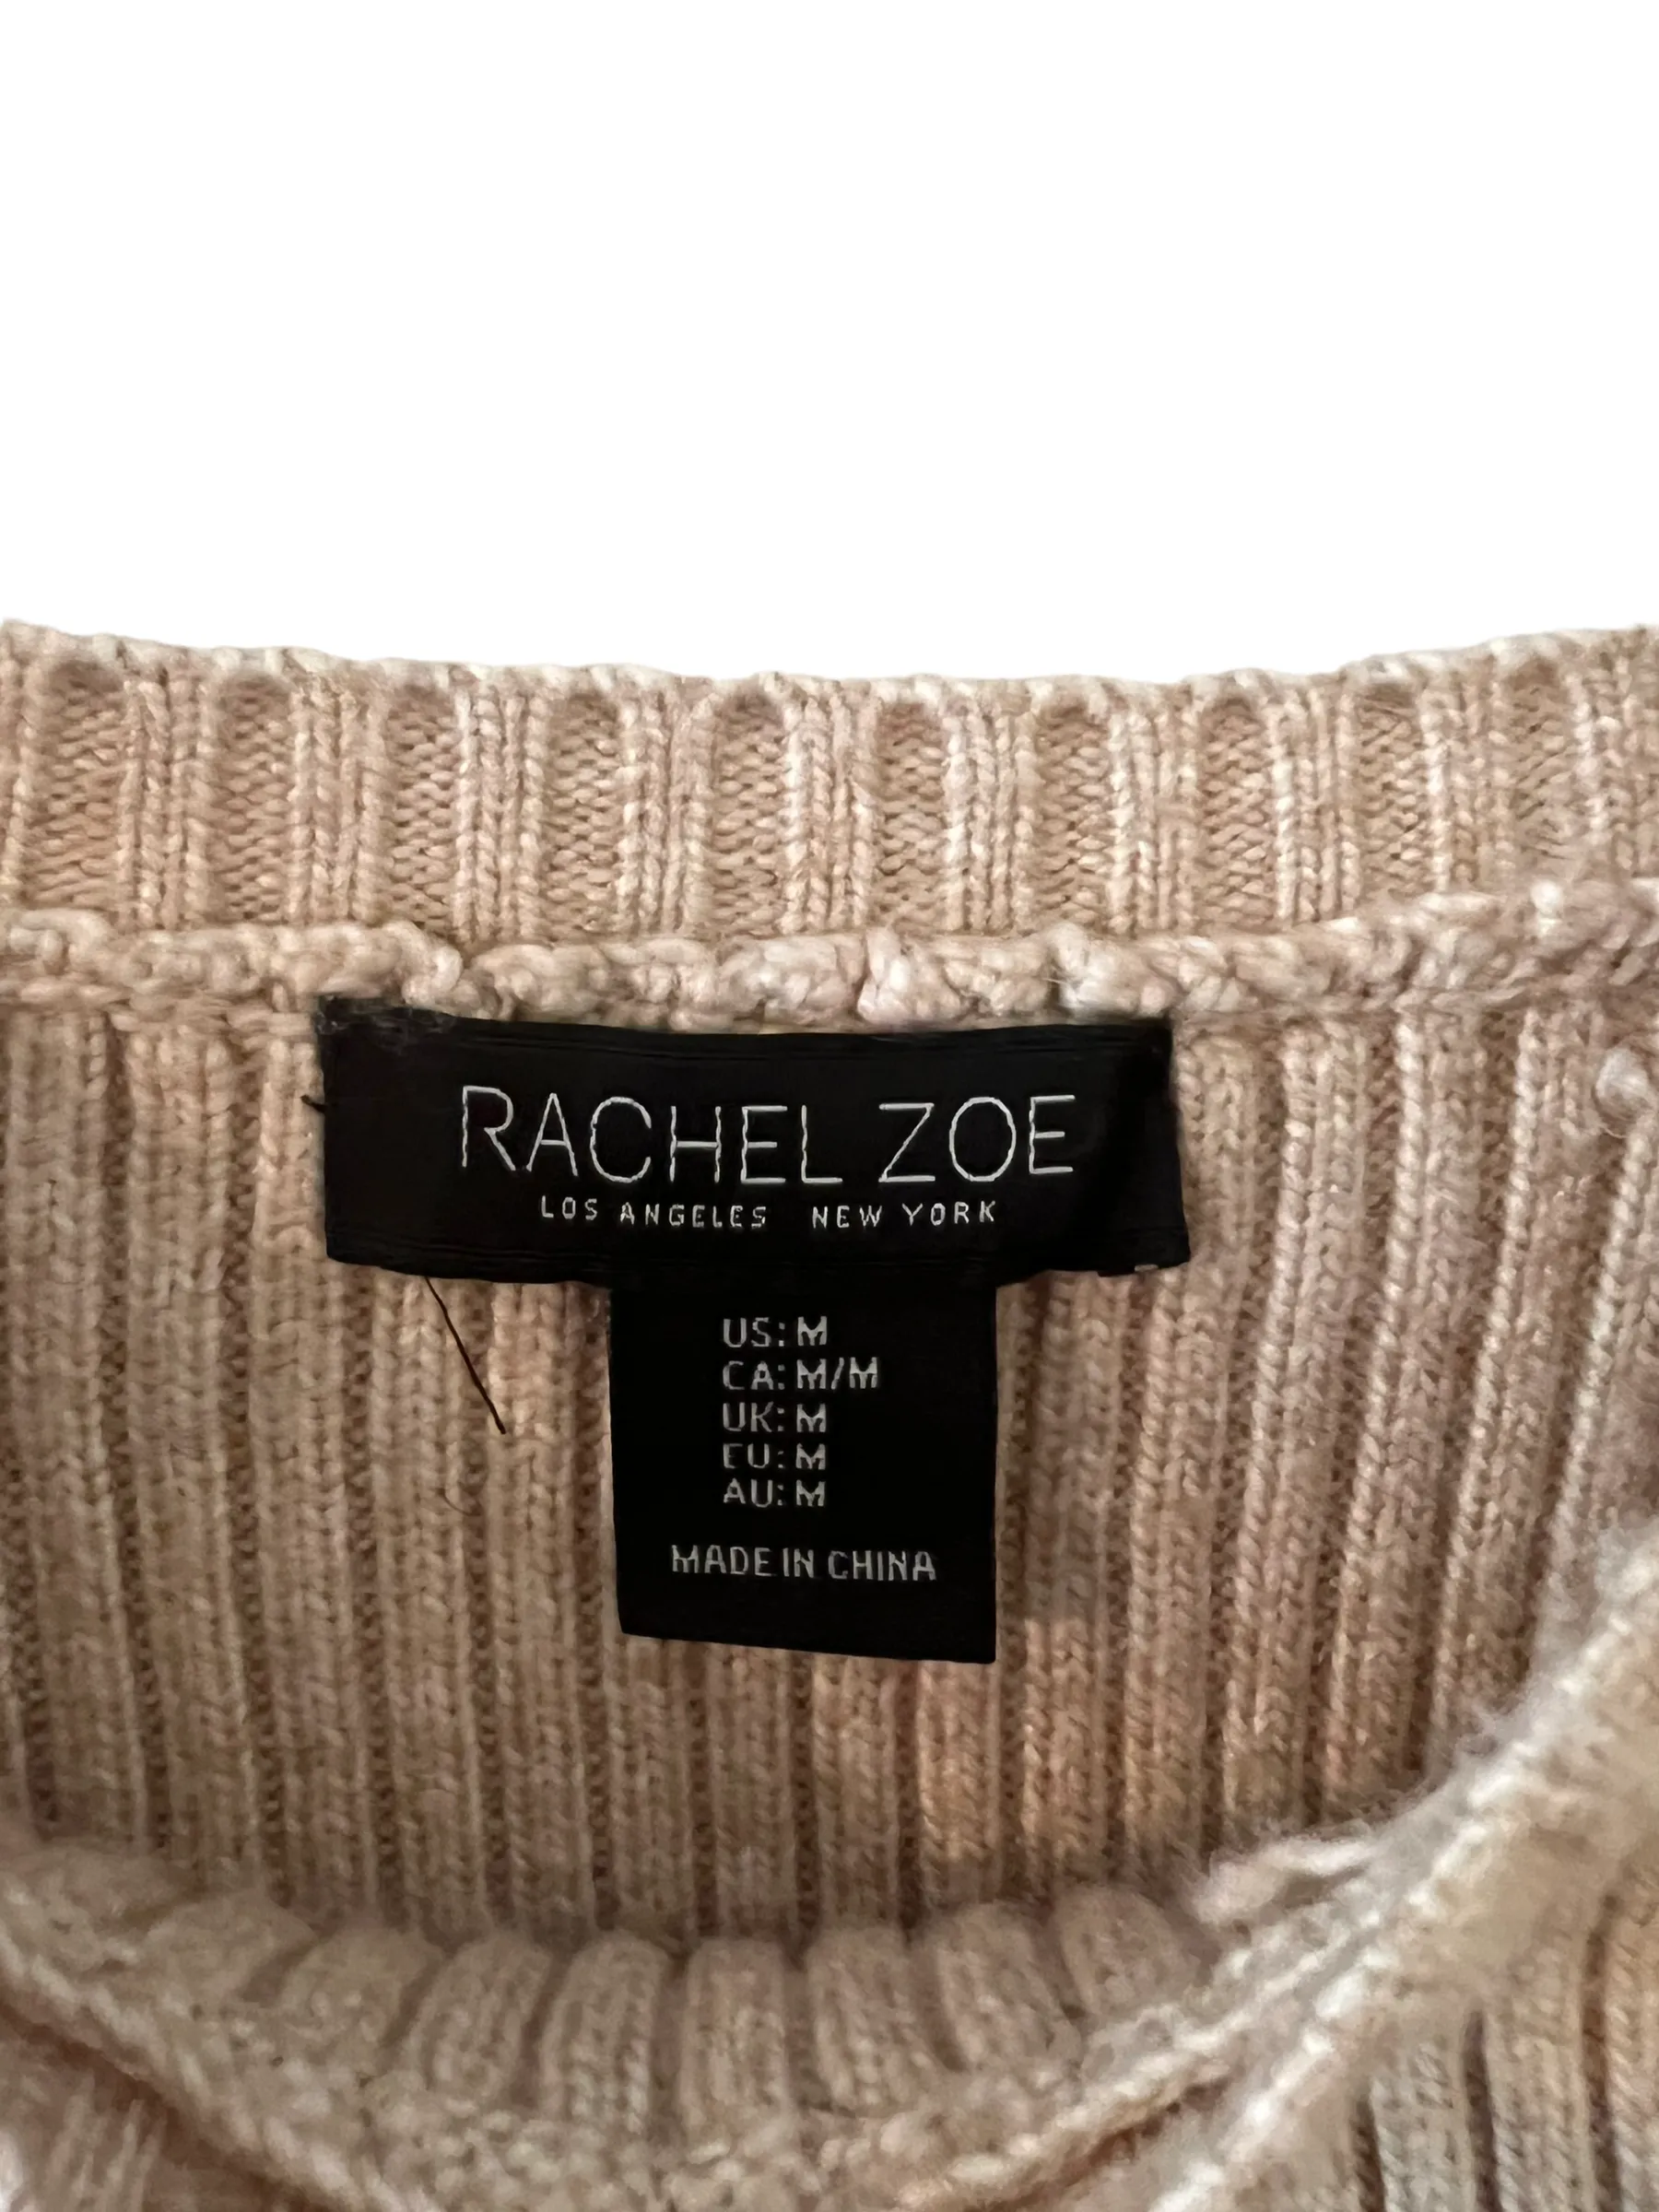 RACHEL ZOE
LOS ANGELES NEW YORK
US: M
CA: M/M
UK: M
EU: M
AU: M
MADE IN CHINA